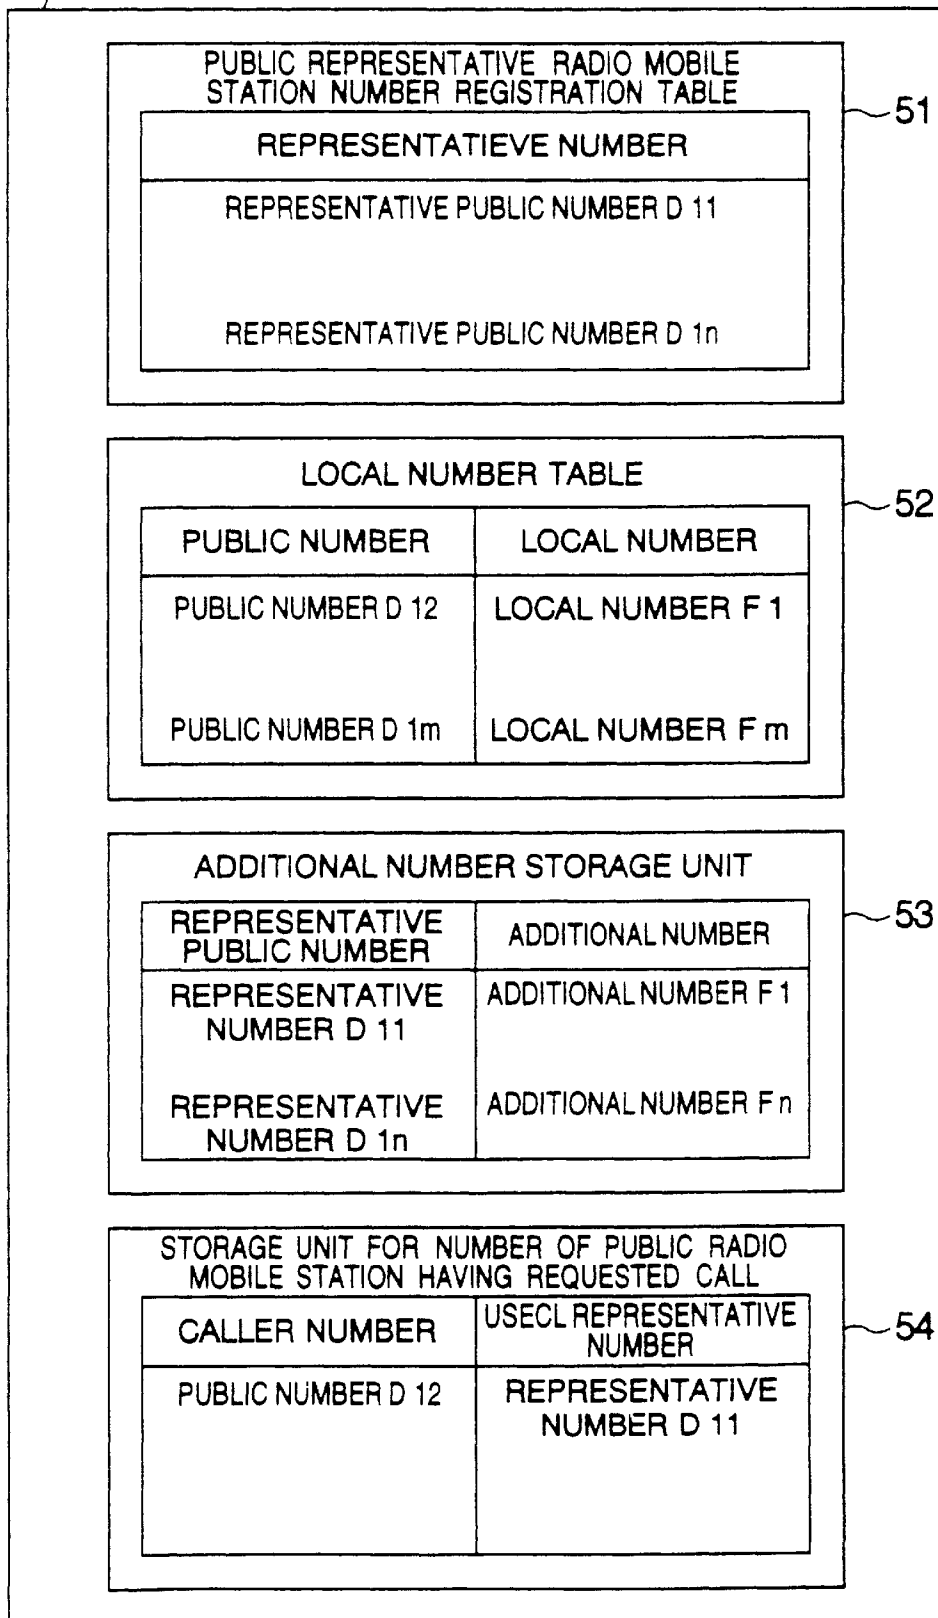 PUBLIC REPRESENTATIVE RADIO MOBILE
STATION NUMBER REGISTRATION TABLE
51
REPRESENTATIEVE NUMBER
REPRESENTATIVE PUBLIC NUMBER D 11
REPRESENTATIVE PUBLIC NUMBER D 1n
LOCAL NUMBER TABLE
52
PUBLIC NUMBER
LOCAL NUMBER
PUBLIC NUMBER D 12
LOCAL NUMBER F 1
PUBLIC NUMBER D 1m
LOCAL NUMBER F m
ADDITIONAL NUMBER STORAGE UNIT
53
REPRESENTATIVE
PUBLIC NUMBER
ADDITIONAL NUMBER
REPRESENTATIVE
NUMBER D 11
ADDITIONAL NUMBER F 1
REPRESENTATIVE
NUMBER D 1n
ADDITIONAL NUMBER F n
STORAGE UNIT FOR NUMBER OF PUBLIC RADIO
MOBILE STATION HAVING REQUESTED CALL
54
CALLER NUMBER
USECL REPRESENTATIVE
NUMBER
PUBLIC NUMBER D 12
REPRESENTATIVE
NUMBER D 11